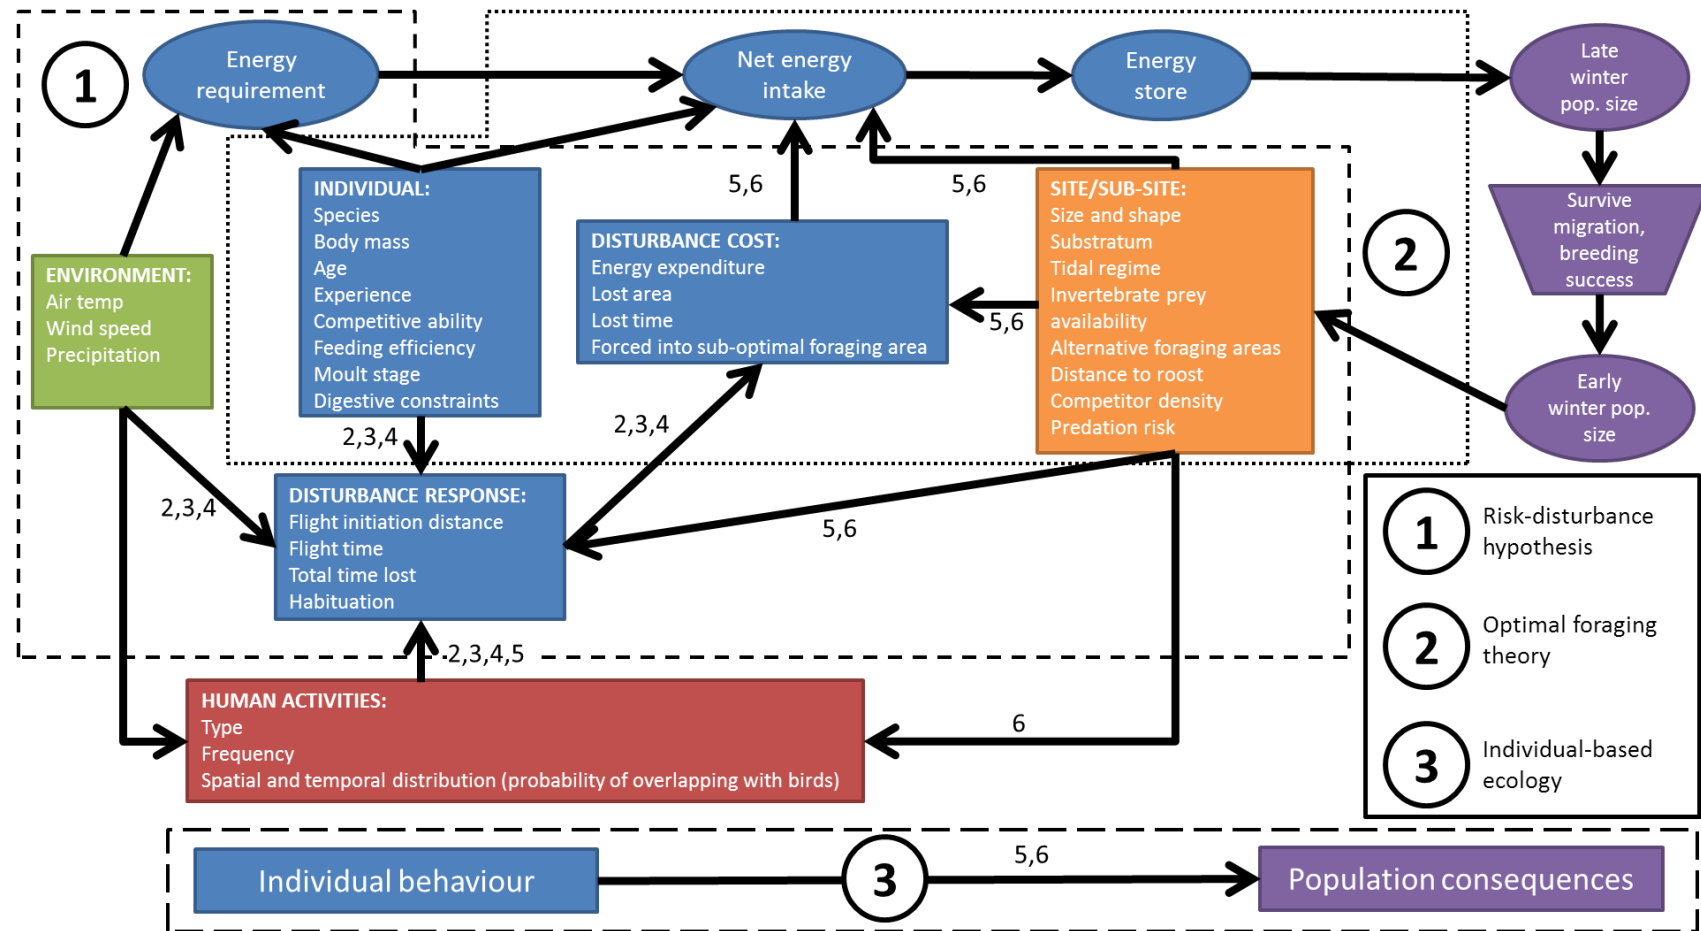 1
Energy
requirement
Net energy
intake
Energy
store
Late
winter
pop. size
INDIVIDUAL:
Species
Body mass
Age
Experience
Competitive ability
Feeding efficiency
Moult stage
Digestive constraints
5,6
5,6
SITE/SUB-SITE:
Size and shape
Substratum
Tidal regime
Invertebrate prey
availability
Alternative foraging areas
Distance to roost
Competitor density
Predation risk
Survive
migration,
breeding
success
2
DISTURBANCE COST:
Energy expenditure
Lost area
Lost time
Forced into sub-optimal foraging area
5,6
ENVIRONMENT:
Air temp
Wind speed
Precipitation
Early
winter pop.
size
2,3,4
2,3,4
2,3,4
DISTURBANCE RESPONSE:
Flight initiation distance
Flight time
Total time lost
Habituation
5,6
2,3,4,5
HUMAN ACTIVITIES:
Type
Frequency
Spatial and temporal distribution (probability of overlapping with birds)
6
1
Risk-disturbance
hypothesis
2
Optimal foraging
theory
3
Individual-based
ecology
Individual behaviour
3
5,6
Population consequences